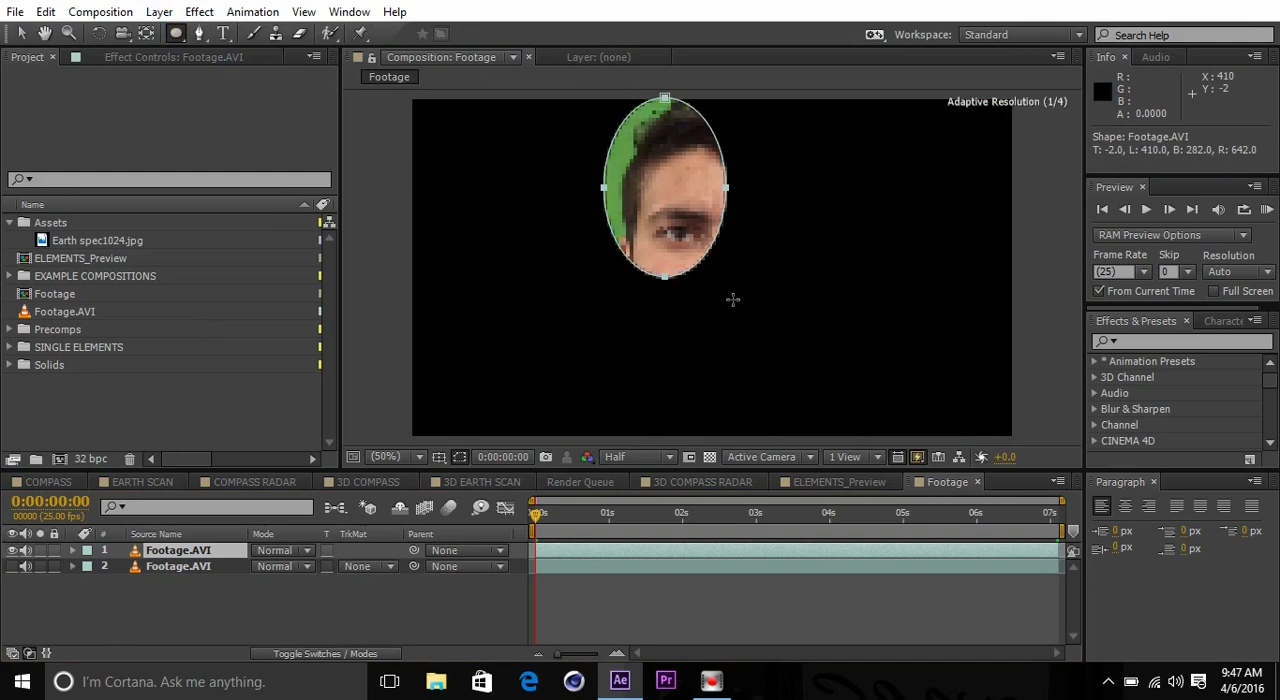 File Edit Composition Layer Effect Animation View Window Help
Workspace: Standard
Search Help
Project Effect Controls: Footage.AVI
Composition: Footage Layer: (none)
Info Audio
Footage
Adaptive Resolution (1/4)
R :
G :
B :
A : 0.0000
X : 410
Y : -2
Shape: Footage.AVI
T: -2.0, L: 410.0, B: 282.0, R: 642.0
Name
Assets
Earth spec1024.jpg
ELEMENTS_Preview
EXAMPLE COMPOSITIONS
Footage
Footage.AVI
Precomps
SINGLE ELEMENTS
Solids
Preview
RAM Preview Options
Frame Rate Skip Resolution
(25) 0 Auto
From Current Time Full Screen
Effects & Presets Characte
* Animation Presets
3D Channel
Audio
Blur & Sharpen
Channel
CINEMA 4D
32 bpc
(50%) 0:00:00:00 Half Active Camera 1 View +0.0
COMPASS EARTH SCAN COMPASS RADAR 3D COMPASS 3D EARTH SCAN Render Queue 3D COMPASS RADAR ELEMENTS_Preview Footage
Paragraph
0:00:00:00
00000 (25.00 fps)
0s 01s 02s 03s 04s 05s 06s 07s
# Source Name Mode T TrkMat Parent
1 Footage.AVI Normal None
2 Footage.AVI Normal None None
0 px 0 px 0 px
0 px 0 px
Toggle Switches / Modes
I'm Cortana. Ask me anything.
Ae Pr
9:47 AM
4/6/2016